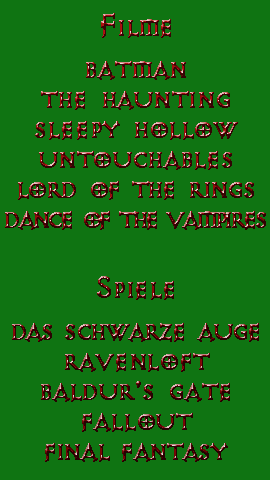 Filme
BATMAN
THE HAUNTING
SLEEPY HOLLOW
UNTOUCHABLES
LORD OF THE RINGS
DANCE OF THE VAMPIRES
Spiele
DAS SCHWARZE AUGE
RAVENLOFT
BALDUR'S GATE
FALLOUT
FINAL FANTASY